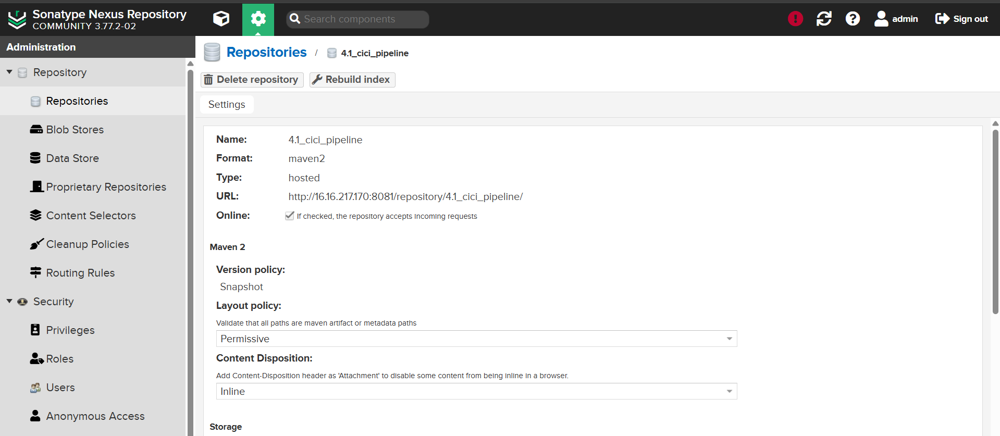 Sonatype Nexus Repository
COMMUNITY 3.77.2-02
Search components
admin
Sign out
Administration
Repository
Repositories
Blob Stores
Data Store
Proprietary Repositories
Content Selectors
Cleanup Policies
Routing Rules
Security
Privileges
Roles
Users
Anonymous Access
Repositories / 4.1_cici_pipeline
Delete repository
Rebuild index
Settings
Name: 4.1_cici_pipeline
Format: maven2
Type: hosted
URL: http://16.16.217.170:8081/repository/4.1_cici_pipeline/
Online: If checked, the repository accepts incoming requests
Maven 2
Version policy:
Snapshot
Layout policy:
Validate that all paths are maven artifact or metadata paths
Permissive
Content Disposition:
Add Content-Disposition header as 'Attachment' to disable some content from being inline in a browser.
Inline
Storage